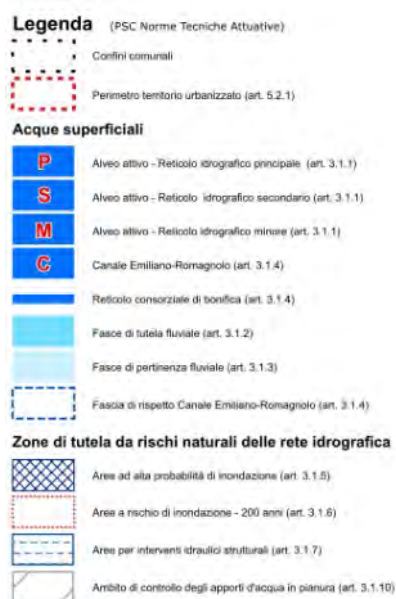 Legenda (PSC Norme Tecniche Attuative)
Confini comunali
Perimetro territorio urbanizzato (art. 5.2.1)
Acque superficiali
P Alveo attivo - Reticolo idrografico principale (art. 3.1.1)
S Alveo attivo - Reticolo idrografico secondario (art. 3.1.1)
M Alveo attivo - Reticolo idrografico minore (art. 3.1.1)
C Canale Emiliano-Romagnolo (art. 3.1.4)
Reticolo consorziale di bonifica (art. 3.1.4)
Fasce di tutela fluviale (art. 3.1.2)
Fasce di pertinenza fluviale (art. 3.1.3)
Fascia di rispetto Canale Emiliano-Romagnolo (art. 3.1.4)
Zone di tutela da rischi naturali delle rete idrografica
Aree ad alta probabilità di inondazione (art. 3.1.5)
Aree a rischio di inondazione - 200 anni (art. 3.1.6)
Aree per interventi idraulici strutturali (art. 3.1.7)
Ambito di controllo degli apporti d'acqua in pianura (art. 3.1.10)